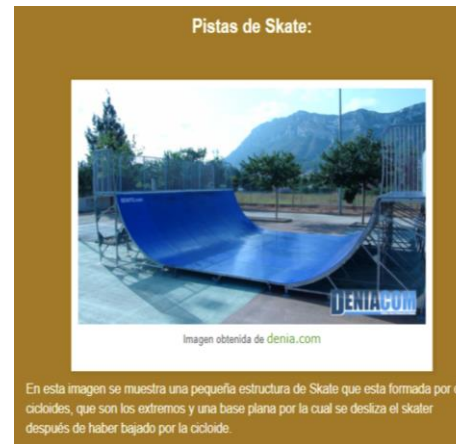 Pistas de Skate:
DENIACOM
Imagen obtenida de denia.com
En esta imagen se muestra una pequeña estructura de Skate que esta formada por
cicloides, que son los extremos y una base plana por la cual se desliza el skater
después de haber bajado por la cicloide.